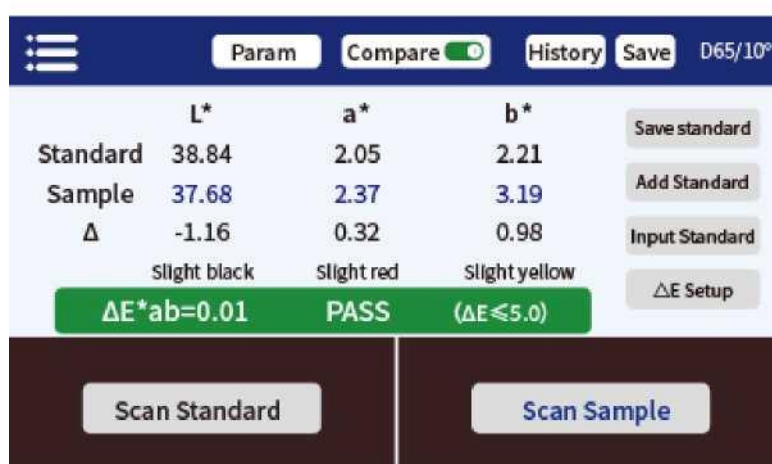 Param Compare History Save D65/10°
L* a* b*
Save standard
Standard 38.84 2.05 2.21
Add Standard
Sample 37.68 2.37 3.19
Δ -1.16 0.32 0.98
Input Standard
Slight black Slight red Slight yellow
△E Setup
ΔE*ab=0.01 PASS (ΔE≤5.0)
Scan Standard Scan Sample